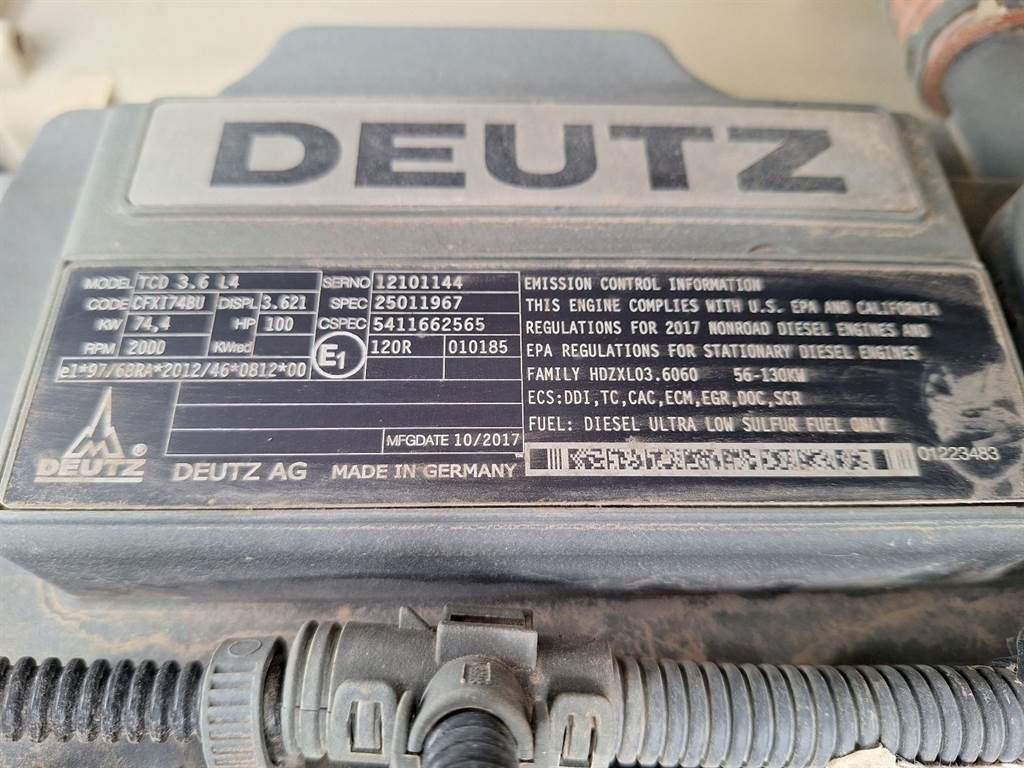 DEUTZ
MODEL TCD 3.6 L4
CODE CFXI74BU DISPL 3.621
KW 74,4 HP 100
RPM 2000 KWred
e1*97/68RA*2012/46*0812*00
SERNO 12101144
SPEC 25011967
CSPEC 5411662565
E1 120R 010185
MFGDATE 10/2017
DEUTZ ®
DEUTZ AG MADE IN GERMANY
EMISSION CONTROL INFORMATION
THIS ENGINE COMPLIES WITH U.S. EPA AND CALIFORNIA
REGULATIONS FOR 2017 NONROAD DIESEL ENGINES AND
EPA REGULATIONS FOR STATIONARY DIESEL ENGINES
FAMILY HDZXL03.6060 56-130KW
ECS:DDI,TC,CAC,ECM,EGR,DOC,SCR
FUEL: DIESEL ULTRA LOW SULFUR FUEL ONLY
01223483